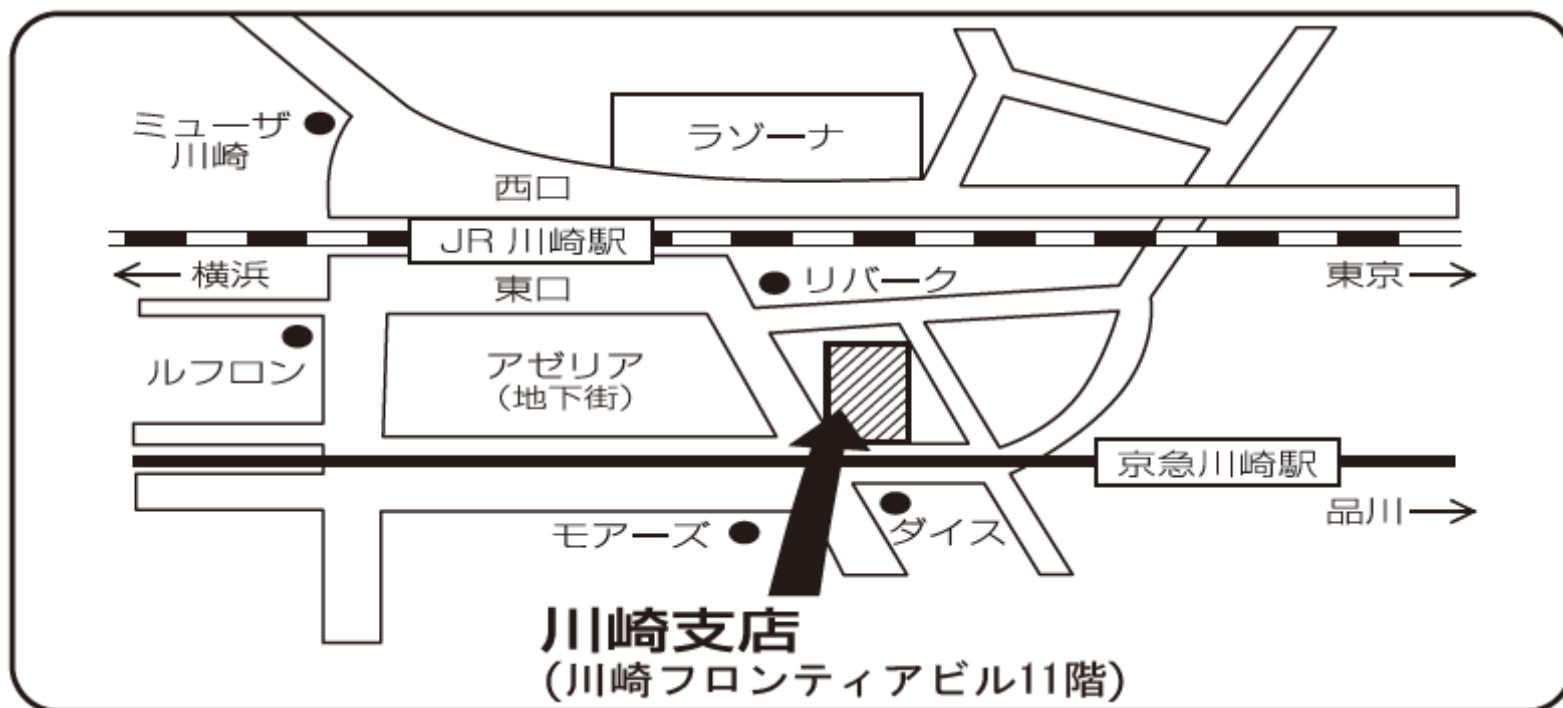 ミューザ
川崎
ラゾーナ
西口
JR 川崎駅
← 横浜
東口
リバーク
東京 →
ルフロン
アゼリア
（地下街）
京急川崎駅
品川 →
モアーズ
ダイス
川崎支店
(川崎フロンティアビル11階)